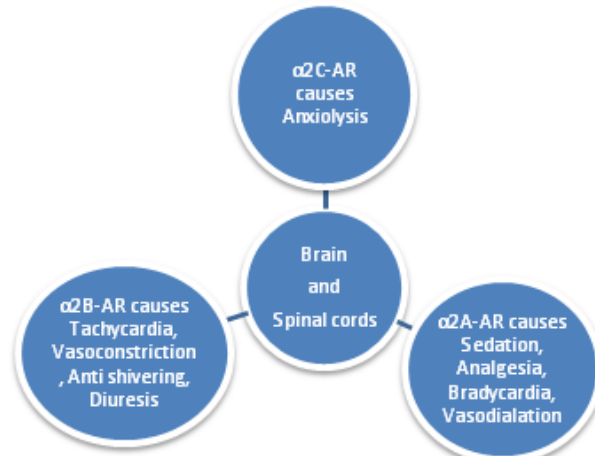 α2C-AR
causes
Anxiolysis
Brain
and
Spinal cords
α2B-AR causes
Tachycardia,
Vasoconstriction
, Anti shivering,
Diuresis
α2A-AR causes
Sedation,
Analgesia,
Bradycardia,
Vasodialation